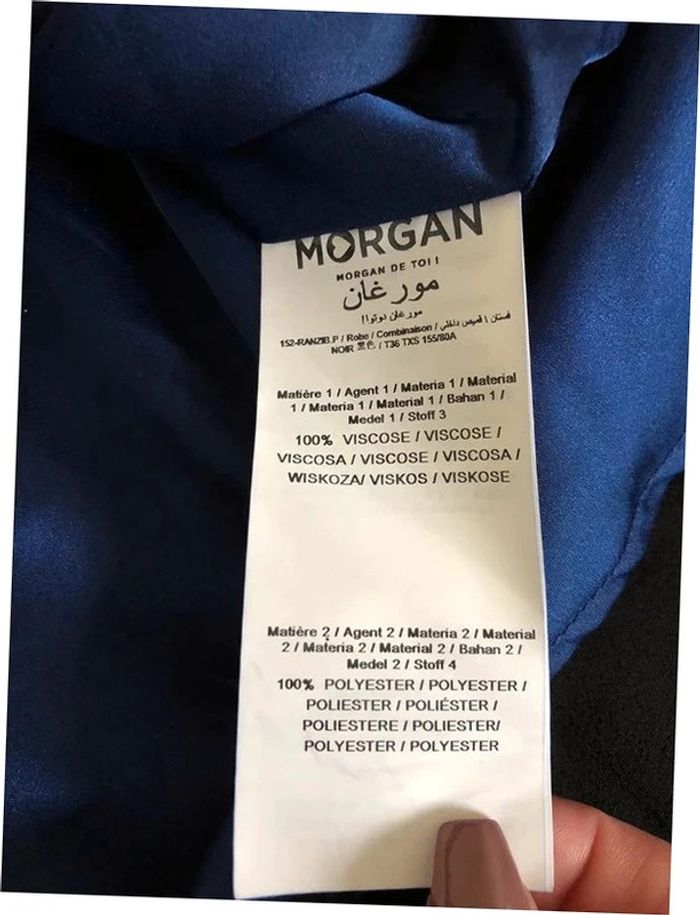 MORGAN
MORGAN DE TOI !
مورغان
مورغان دوتوا!
152-RANZIB.P / Robe / Combinaison / فستان \ قميص داخلي
NOIR 黑色 / T36 TXS 155/80A
Matière 1 / Agent 1 / Materia 1 / Material
1 / Materia 1 / Material 1 / Bahan 1 /
Medel 1 / Stoff 3
100% VISCOSE / VISCOSE /
VISCOSA / VISCOSE / VISCOSA /
WISKOZA/ VISKOS / VISKOSE
Matière 2 / Agent 2 / Materia 2 / Material
2 / Materia 2 / Material 2 / Bahan 2 /
Medel 2 / Stoff 4
100% POLYESTER / POLYESTER /
POLIESTER / POLIÉSTER /
POLIESTERE / POLIESTER/
POLYESTER / POLYESTER